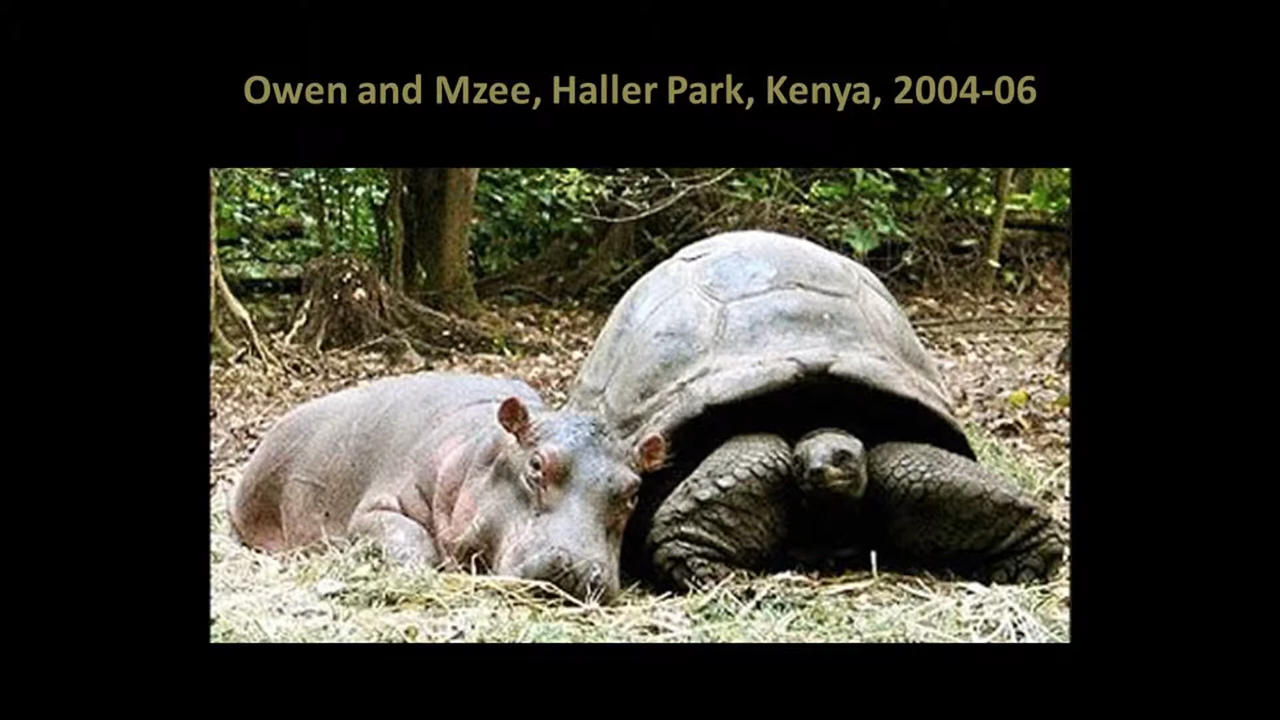 Owen and Mzee, Haller Park, Kenya, 2004-06